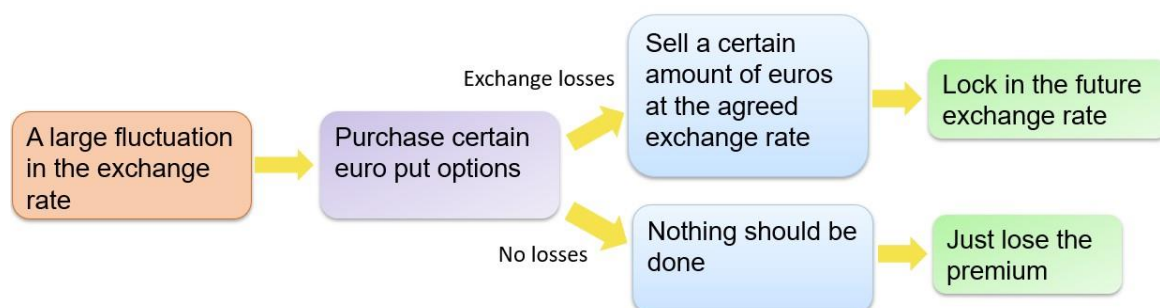 A large fluctuation
in the exchange
rate
Purchase certain
euro put options
Exchange losses
Sell a certain
amount of euros
at the agreed
exchange rate
Lock in the future
exchange rate
No losses
Nothing should be
done
Just lose the
premium